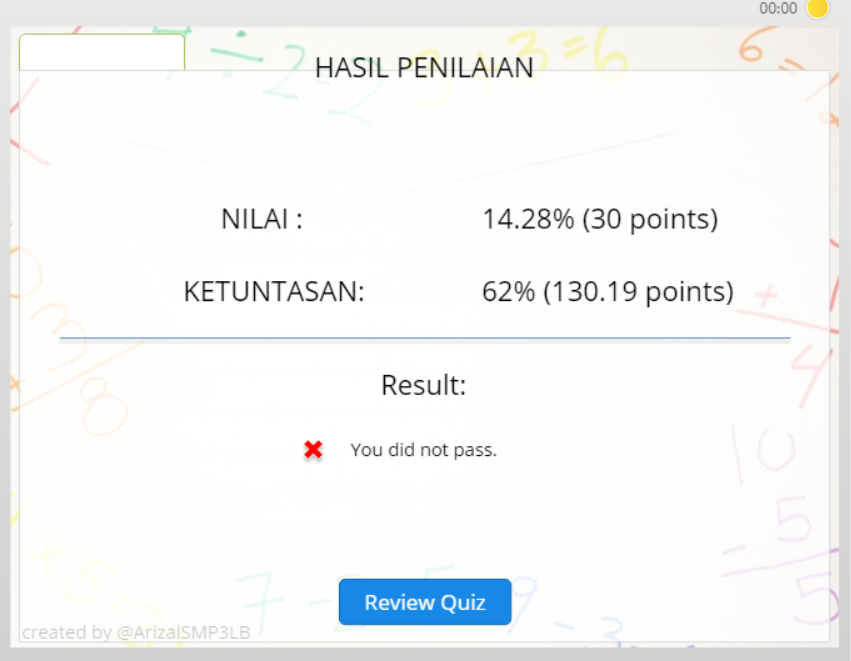 00:00
HASIL PENILAIAN
NILAI : 14.28% (30 points)
KETUNTASAN: 62% (130.19 points)
Result:
You did not pass.
Review Quiz
created by @ArizalSMP3LB